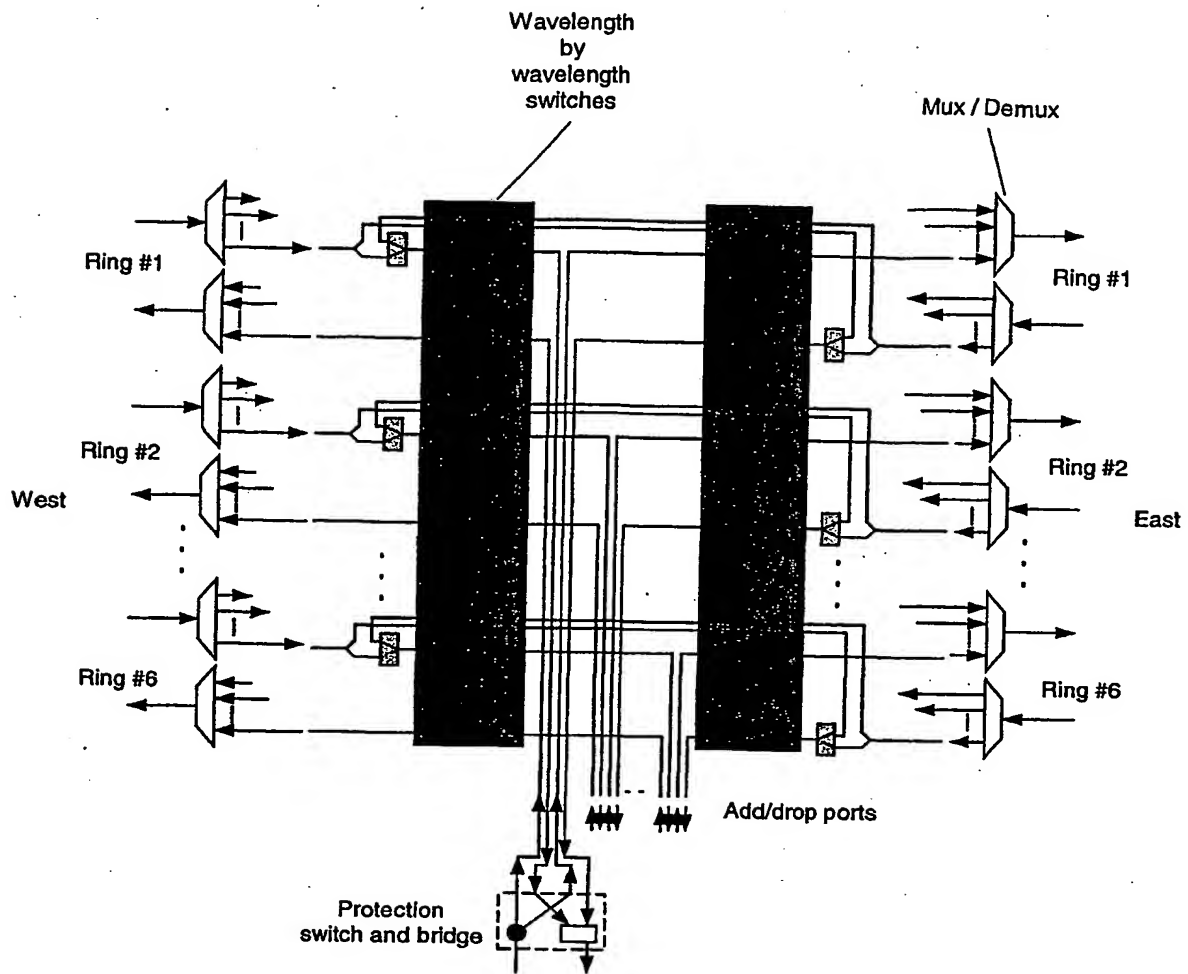 Wavelength
by
wavelength
switches
Mux / Demux
Ring #1
Ring #1
Ring #2
Ring #2
West
East
Ring #6
Ring #6
Add/drop ports
Protection
switch and bridge